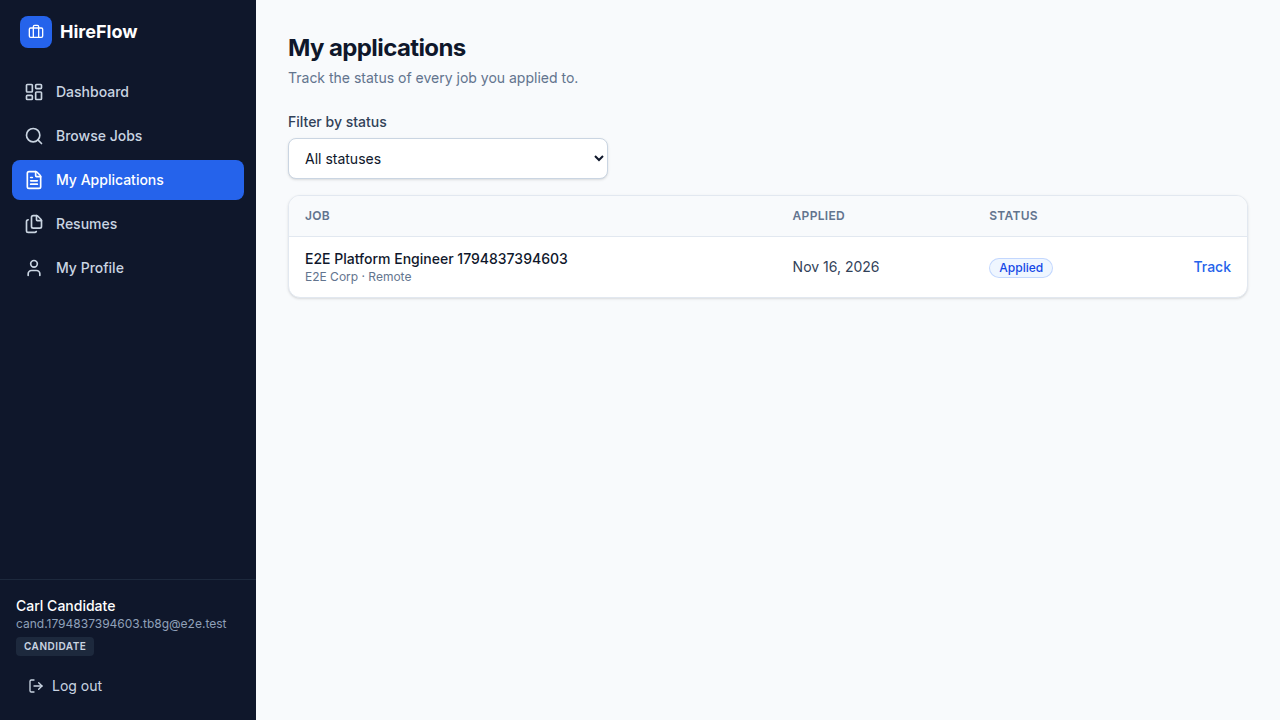 HireFlow
Dashboard
Browse Jobs
My Applications
Resumes
My Profile
Carl Candidate
cand.1794837394603.tb8g@e2e.test
CANDIDATE
Log out
My applications
Track the status of every job you applied to.
Filter by status
All statuses
JOB APPLIED STATUS
E2E Platform Engineer 1794837394603
E2E Corp · Remote
Nov 16, 2026
Applied
Track